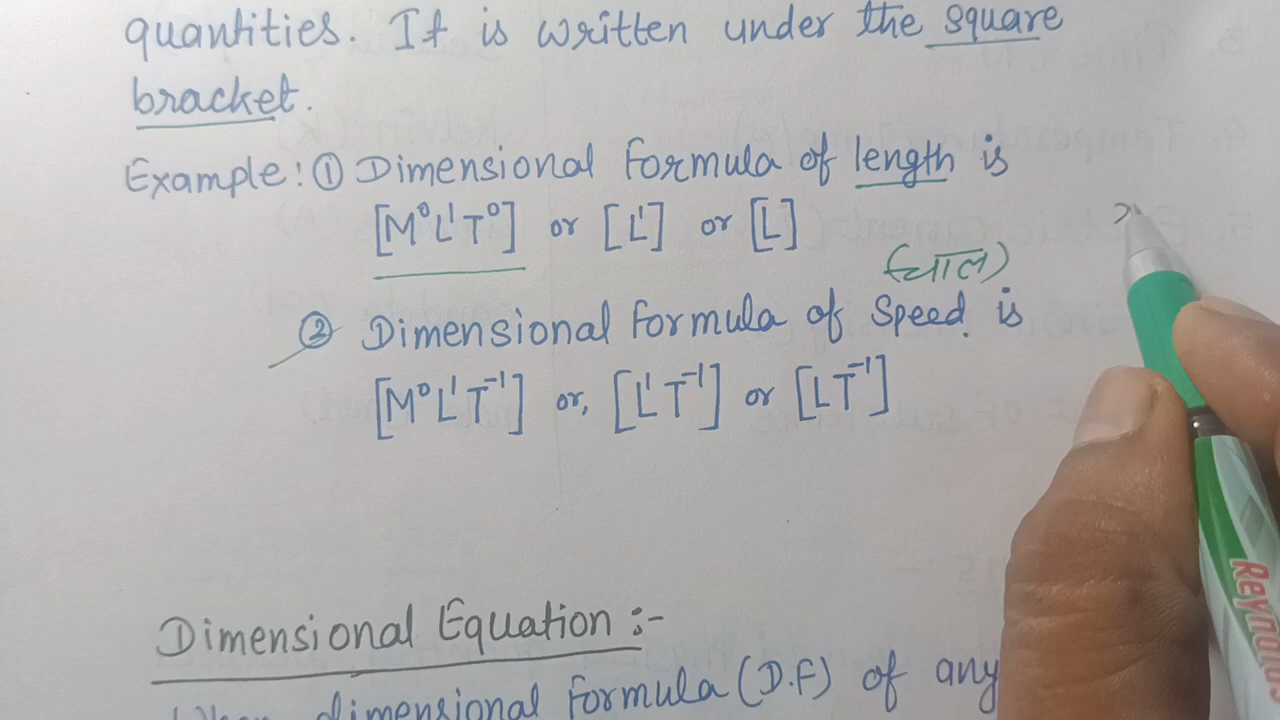 quantities. It is written under the square
bracket.
Example: ① Dimensional Formula of length is
[M⁰L¹T⁰] or [L¹] or [L]
(चाल)
② Dimensional Formula of Speed is
[M⁰L¹T⁻¹] or, [L¹T⁻¹] or [LT⁻¹]
Dimensional Equation :-
When dimensional Formula (D.F) of any
Reynolds